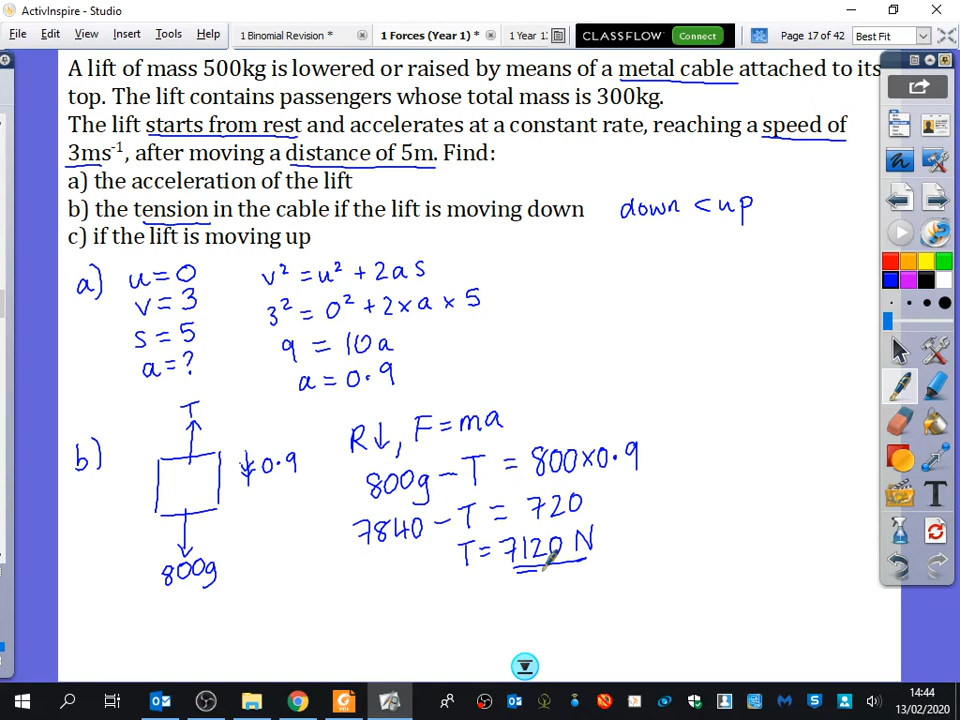 ActivInspire - Studio
File Edit View Insert Tools Help 1 Binomial Revision * 1 Forces (Year 1) * 1 Year 1 CLASSFLOW Connect Page 17 of 42 Best Fit
A lift of mass 500kg is lowered or raised by means of a metal cable attached to its
top. The lift contains passengers whose total mass is 300kg.
The lift starts from rest and accelerates at a constant rate, reaching a speed of
3ms⁻¹, after moving a distance of 5m. Find:
a) the acceleration of the lift
b) the tension in the cable if the lift is moving down
down < up
c) if the lift is moving up
a) u = 0
v = 3
s = 5
a = ?
v² = u² + 2as
3² = 0² + 2 × a × 5
9 = 10a
a = 0.9
b)
T
0.9
800g
R↓, F = ma
800g - T = 800×0.9
7840 - T = 720
T = 7120 N
14:44
13/02/2020